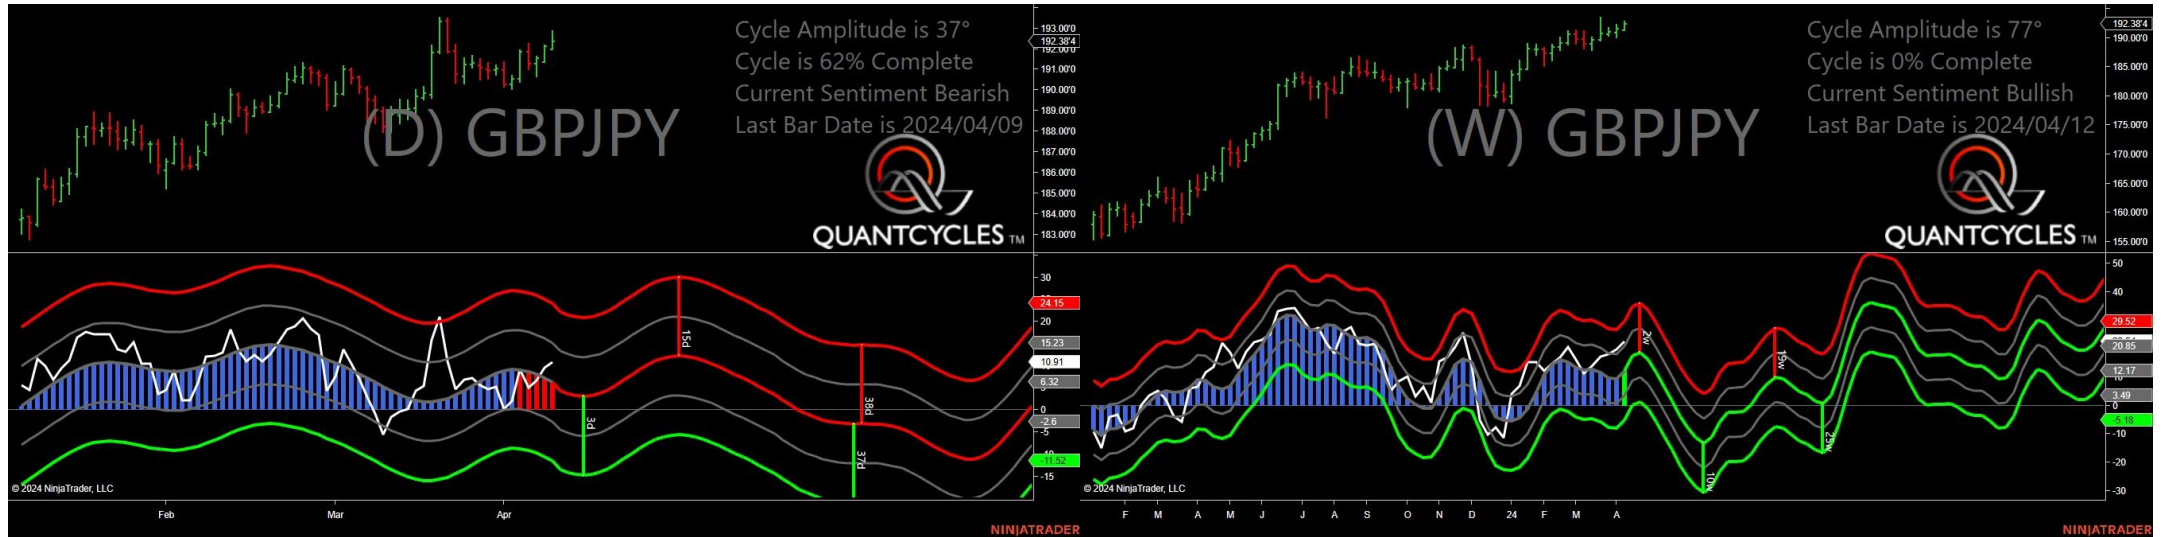 Cycle Amplitude is 37°
Cycle is 62% Complete
Current Sentiment Bearish
Last Bar Date is 2024/04/09
(D) GBPJPY
QUANTCYCLES TM
193.00'0
192.38'4
192.00'0
191.00'0
190.00'0
189.00'0
188.00'0
187.00'0
186.00'0
185.00'0
184.00'0
183.00'0
30
24.15
20
15.23
10.91
6.32
0
-2.6
-5
-11.52
-15
15d
3d
38d
37d
© 2024 NinjaTrader, LLC
Feb Mar Apr
NINJATRADER
Cycle Amplitude is 77°
Cycle is 0% Complete
Current Sentiment Bullish
Last Bar Date is 2024/04/12
(W) GBPJPY
QUANTCYCLES TM
192.38'4
190.00'0
185.00'0
180.00'0
175.00'0
170.00'0
165.00'0
160.00'0
155.00'0
50
40
29.52
20.85
12.17
3.49
0
-5.18
-10
-20
-30
2w
19w
10w
25w
© 2024 NinjaTrader, LLC
F M A M J J A S O N D 24 F M A
NINJATRADER